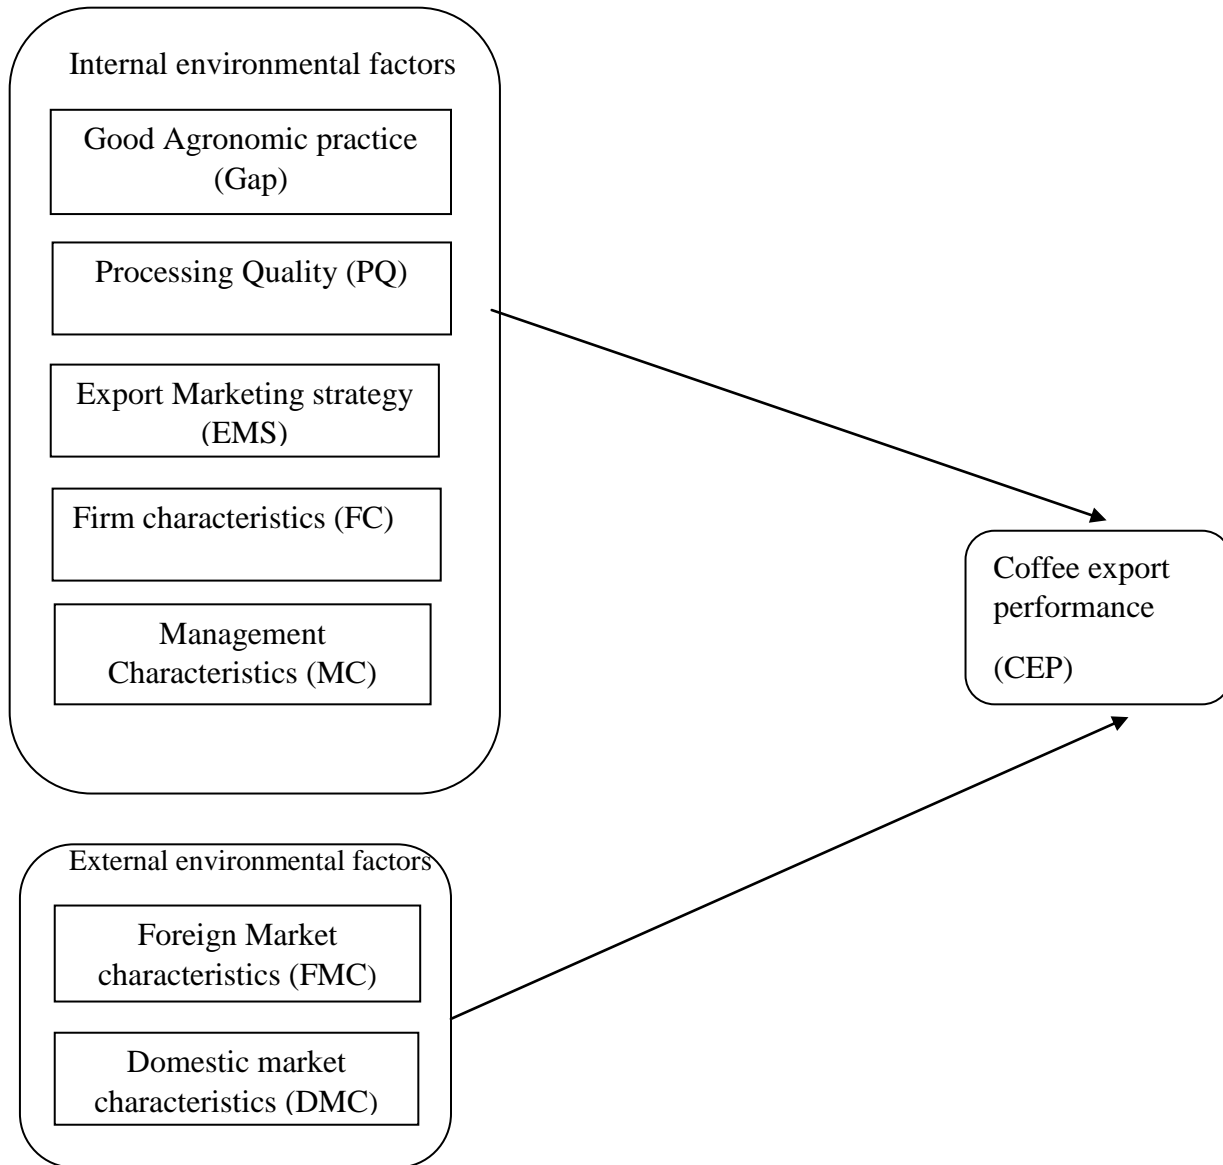 Internal environmental factors
Good Agronomic practice
(Gap)
Processing Quality (PQ)
Export Marketing strategy
(EMS)
Firm characteristics (FC)
Management
Characteristics (MC)
Coffee export
performance
(CEP)
External environmental factors
Foreign Market
characteristics (FMC)
Domestic market
characteristics (DMC)